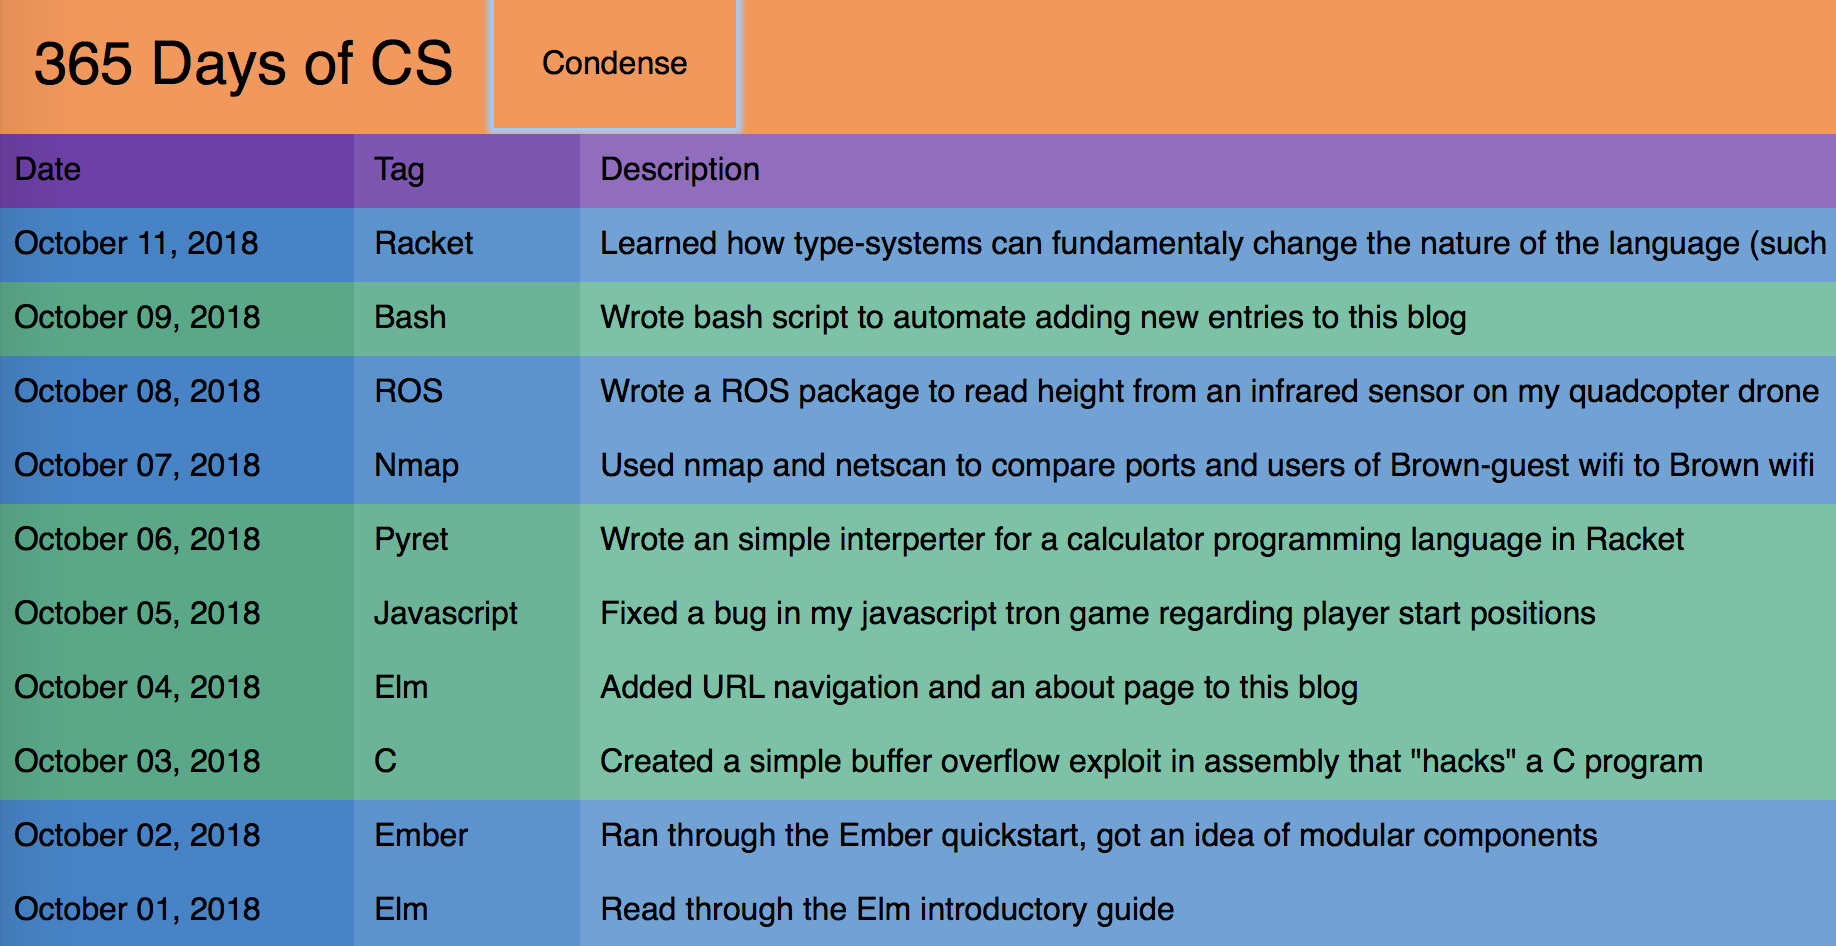 365 Days of CS Condense
Date Tag Description
October 11, 2018 Racket Learned how type-systems can fundamentaly change the nature of the language (such
October 09, 2018 Bash Wrote bash script to automate adding new entries to this blog
October 08, 2018 ROS Wrote a ROS package to read height from an infrared sensor on my quadcopter drone
October 07, 2018 Nmap Used nmap and netscan to compare ports and users of Brown-guest wifi to Brown wifi
October 06, 2018 Pyret Wrote an simple interperter for a calculator programming language in Racket
October 05, 2018 Javascript Fixed a bug in my javascript tron game regarding player start positions
October 04, 2018 Elm Added URL navigation and an about page to this blog
October 03, 2018 C Created a simple buffer overflow exploit in assembly that "hacks" a C program
October 02, 2018 Ember Ran through the Ember quickstart, got an idea of modular components
October 01, 2018 Elm Read through the Elm introductory guide